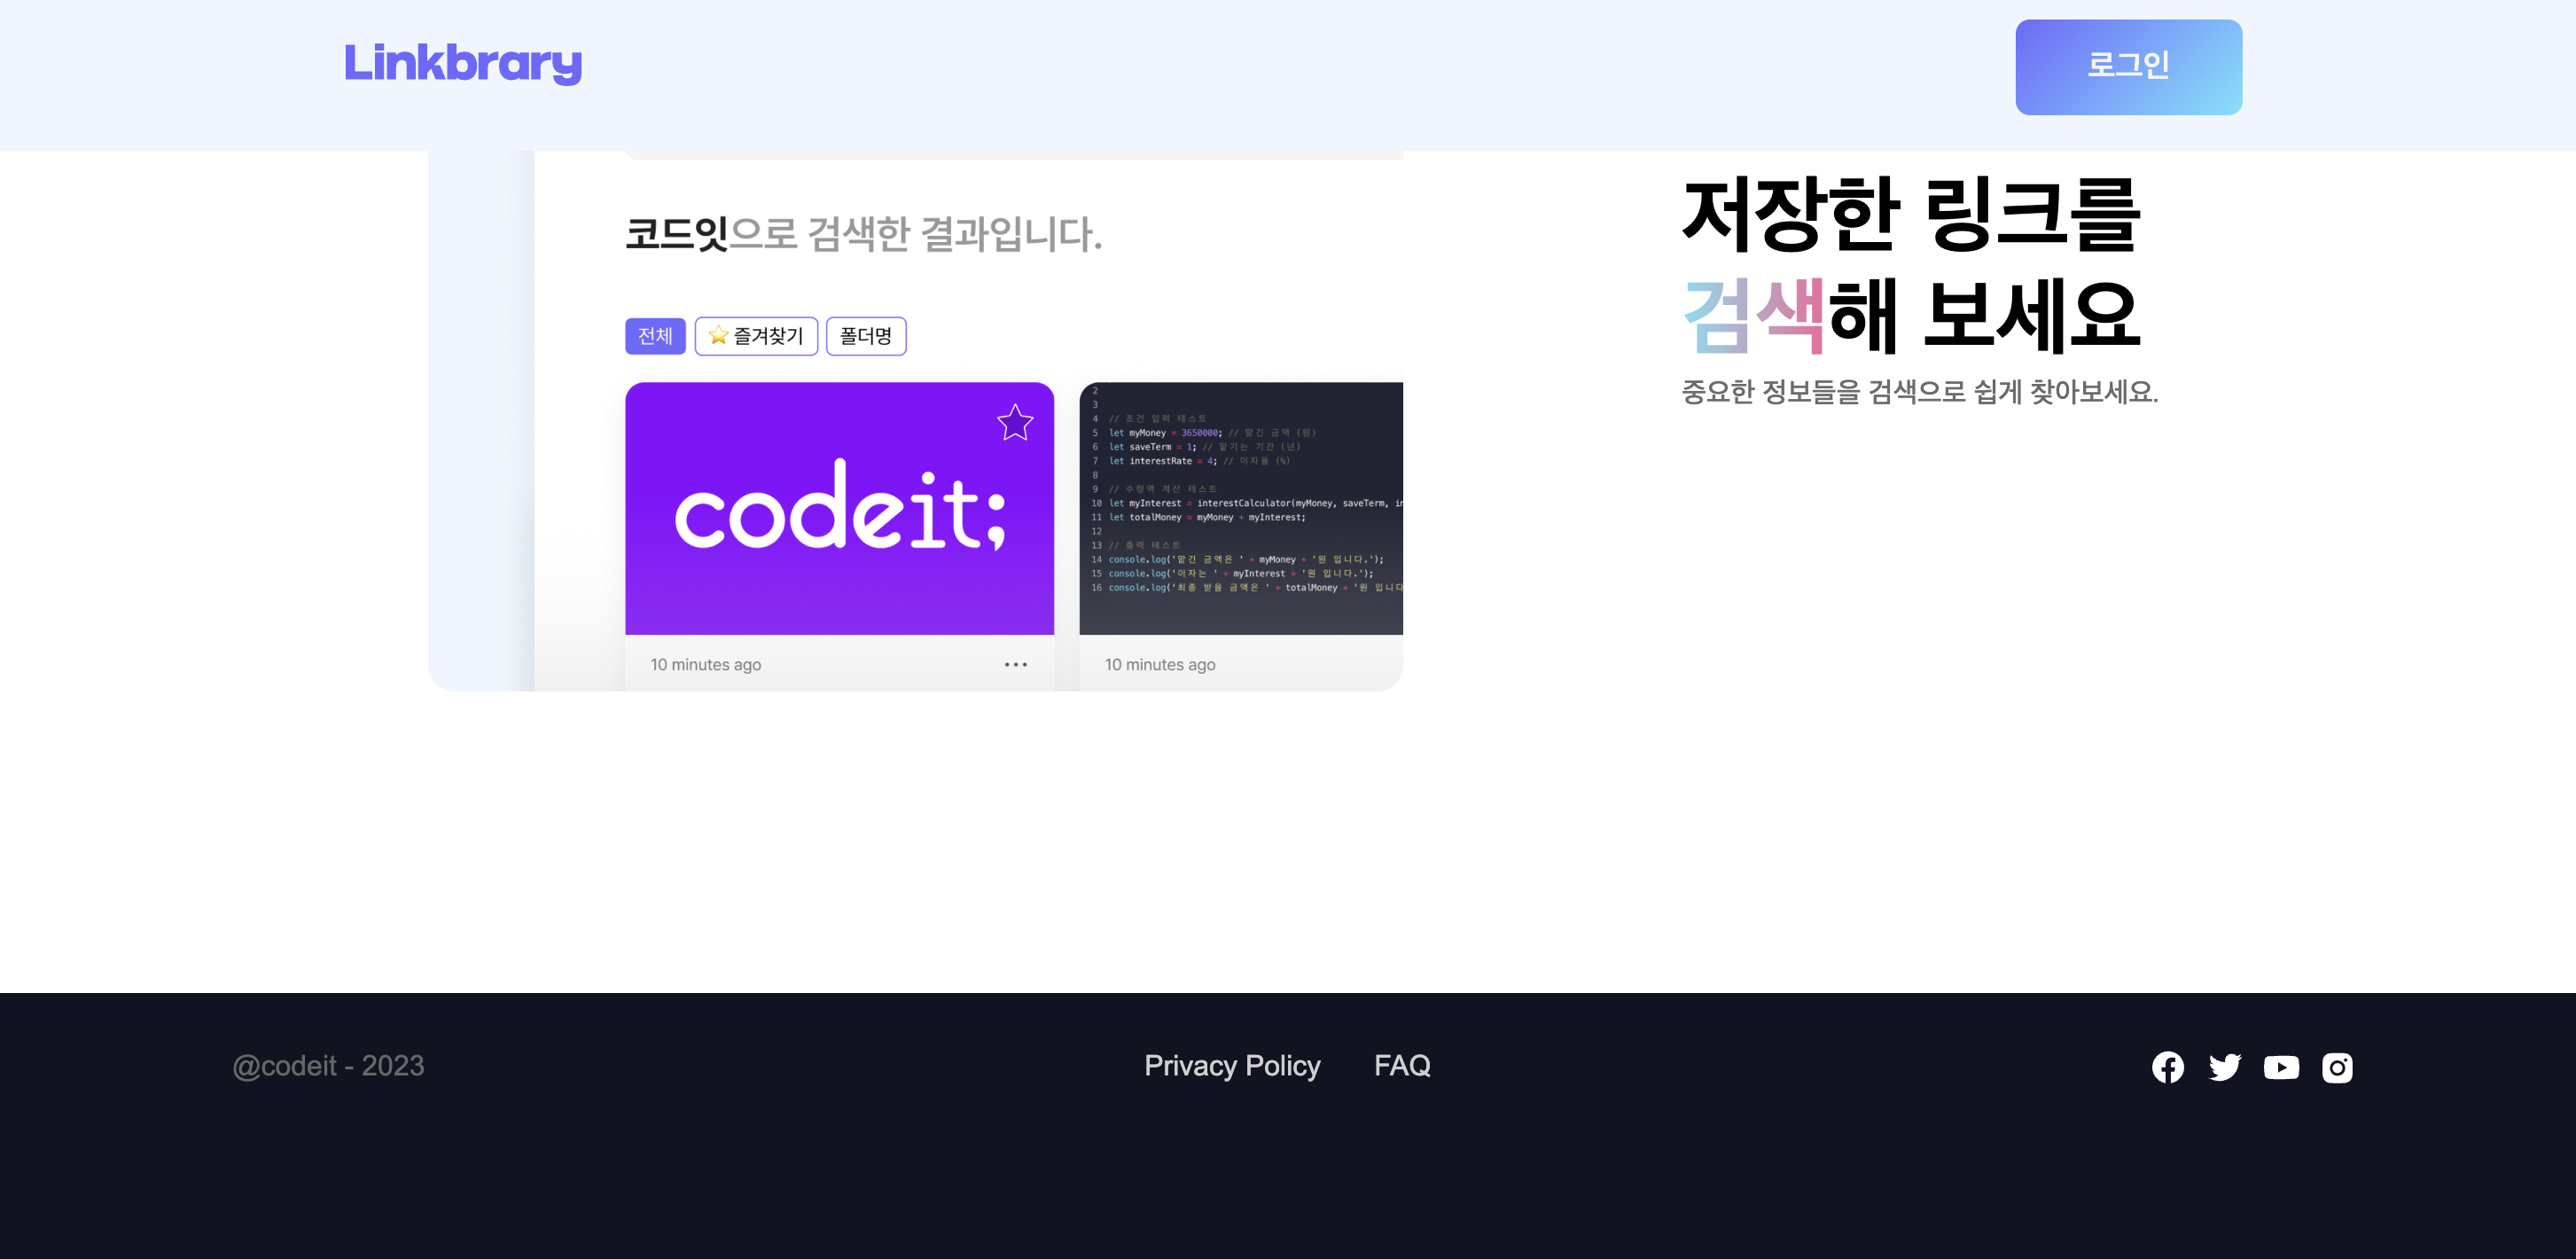 Linkbrary
로그인
코드잇으로 검색한 결과입니다.
전체 ⭐ 즐겨찾기 폴더명
codeit;
10 minutes ago
2
3
4 // 조건 입력 테스트
5 let myMoney = 3650000; // 맡긴 금액 (원)
6 let saveTerm = 1; // 맡기는 기간 (년)
7 let interestRate = 4; // 이자율 (%)
8
9 // 수령액 계산 테스트
10 let myInterest = interestCalculator(myMoney, saveTerm, in
11 let totalMoney = myMoney + myInterest;
12
13 // 출력 테스트
14 console.log('맡긴 금액은 ' + myMoney + '원 입니다.');
15 console.log('이자는 ' + myInterest + '원 입니다.');
16 console.log('최종 받을 금액은 ' + totalMoney + '원 입니다
10 minutes ago
저장한 링크를
검색해 보세요
중요한 정보들을 검색으로 쉽게 찾아보세요.
@codeit - 2023
Privacy Policy FAQ